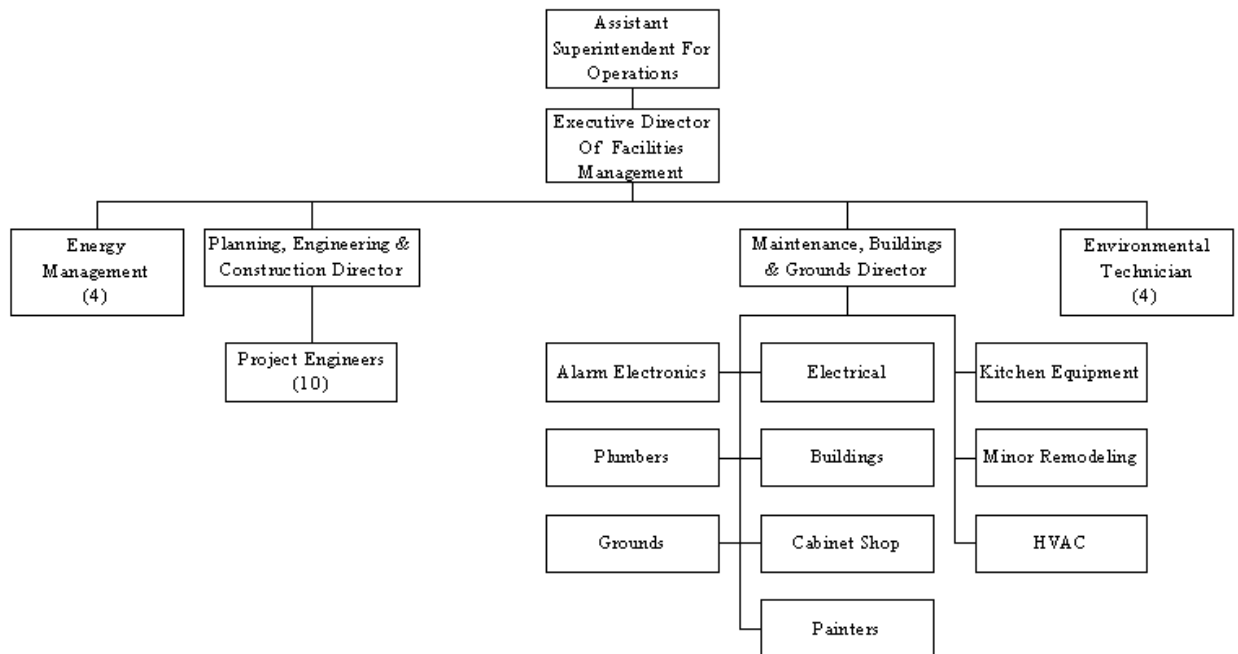 Assistant
Superintendent For
Operations
Executive Director
Of Facilities
Management
Energy
Management
(4)
Planning, Engineering &
Construction Director
Maintenance, Buildings
& Grounds Director
Environmental
Technician
(4)
Project Engineers
(10)
Alarm Electronics
Electrical
Kitchen Equipment
Plumbers
Buildings
Minor Remodeling
Grounds
Cabinet Shop
HVAC
Painters